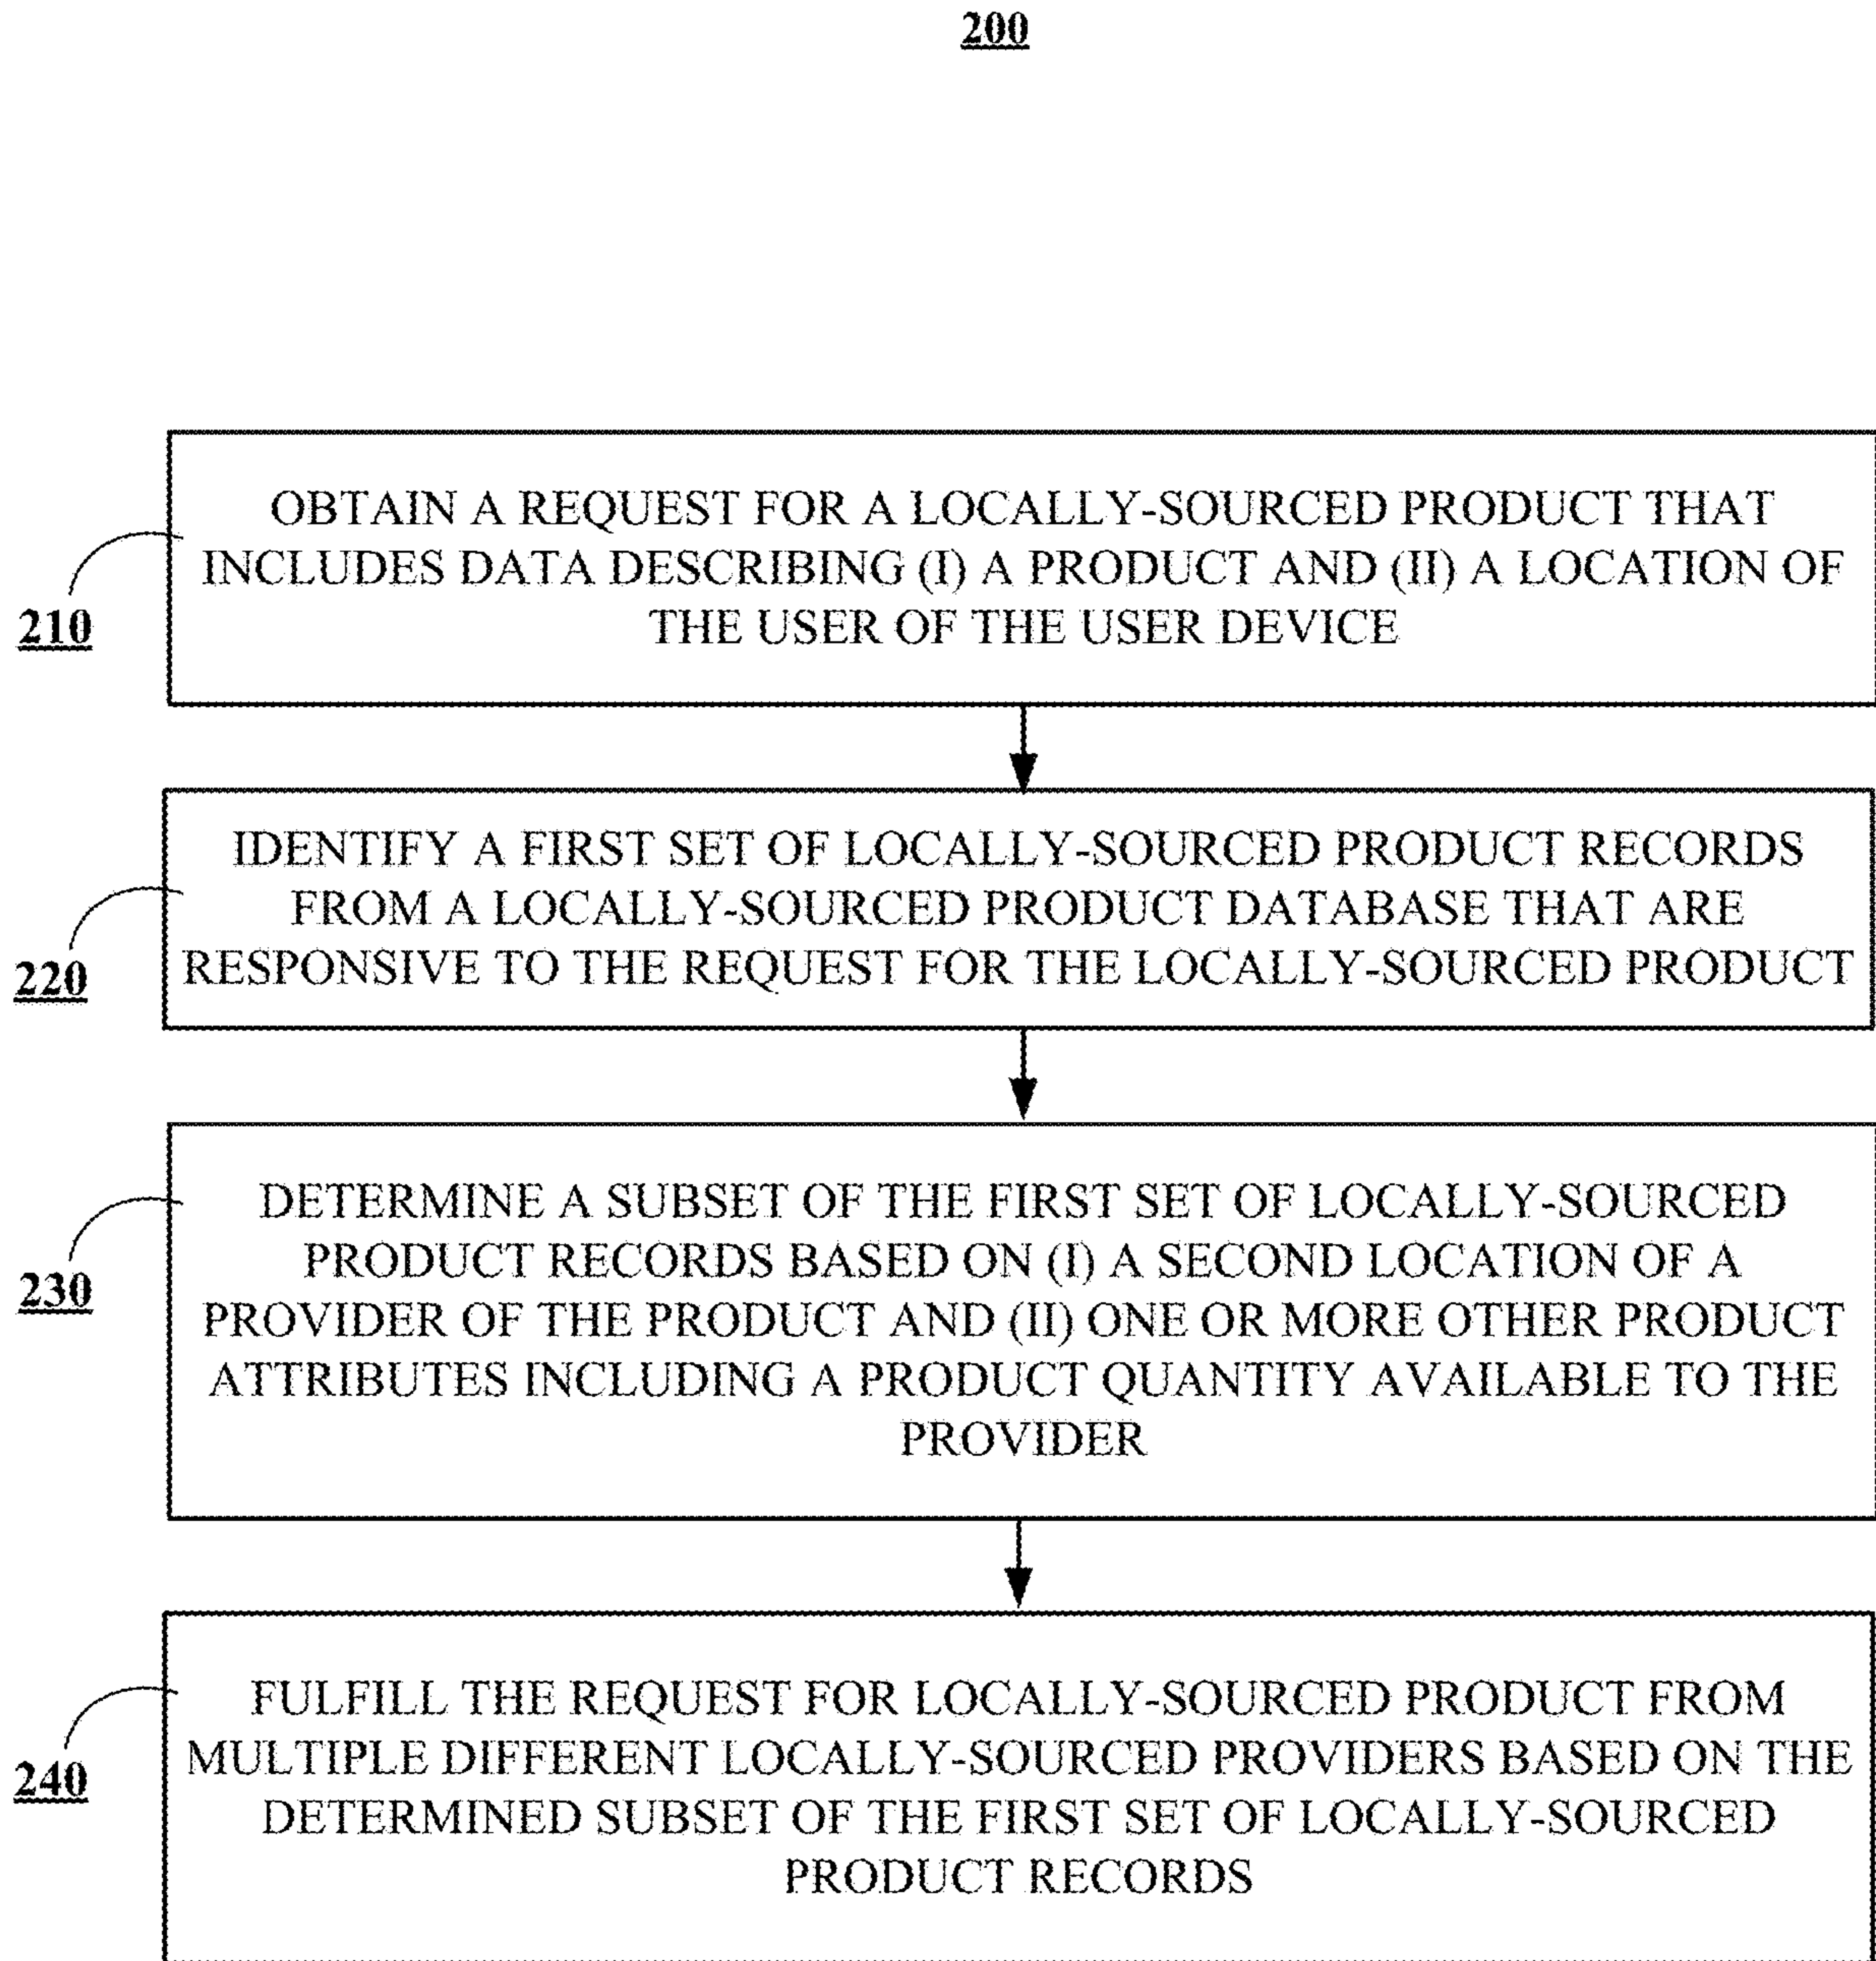 200
OBTAIN A REQUEST FOR A LOCALLY-SOURCED PRODUCT THAT
INCLUDES DATA DESCRIBING (I) A PRODUCT AND (II) A LOCATION OF
THE USER OF THE USER DEVICE
210
IDENTIFY A FIRST SET OF LOCALLY-SOURCED PRODUCT RECORDS
FROM A LOCALLY-SOURCED PRODUCT DATABASE THAT ARE
RESPONSIVE TO THE REQUEST FOR THE LOCALLY-SOURCED PRODUCT
220
DETERMINE A SUBSET OF THE FIRST SET OF LOCALLY-SOURCED
PRODUCT RECORDS BASED ON (I) A SECOND LOCATION OF A
PROVIDER OF THE PRODUCT AND (II) ONE OR MORE OTHER PRODUCT
ATTRIBUTES INCLUDING A PRODUCT QUANTITY AVAILABLE TO THE
PROVIDER
230
FULFILL THE REQUEST FOR LOCALLY-SOURCED PRODUCT FROM
MULTIPLE DIFFERENT LOCALLY-SOURCED PROVIDERS BASED ON THE
DETERMINED SUBSET OF THE FIRST SET OF LOCALLY-SOURCED
PRODUCT RECORDS
240